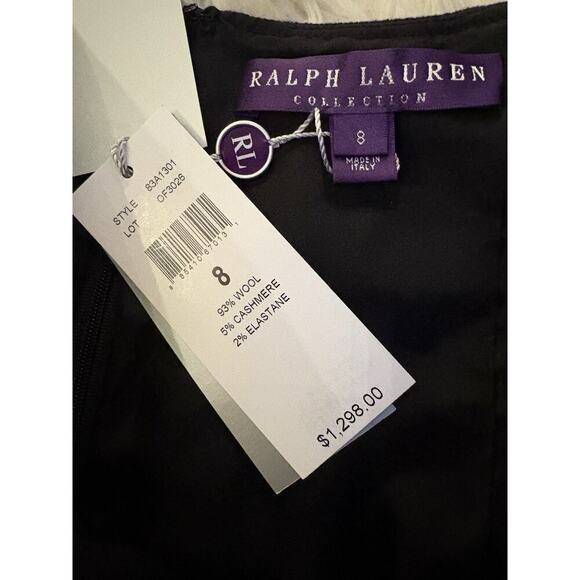 RALPH LAUREN
COLLECTION
8
MADE IN
ITALY
RL
STYLE 83A1301
LOT OF3026
8
93% WOOL
5% CASHMERE
2% ELASTANE
$1,298.00